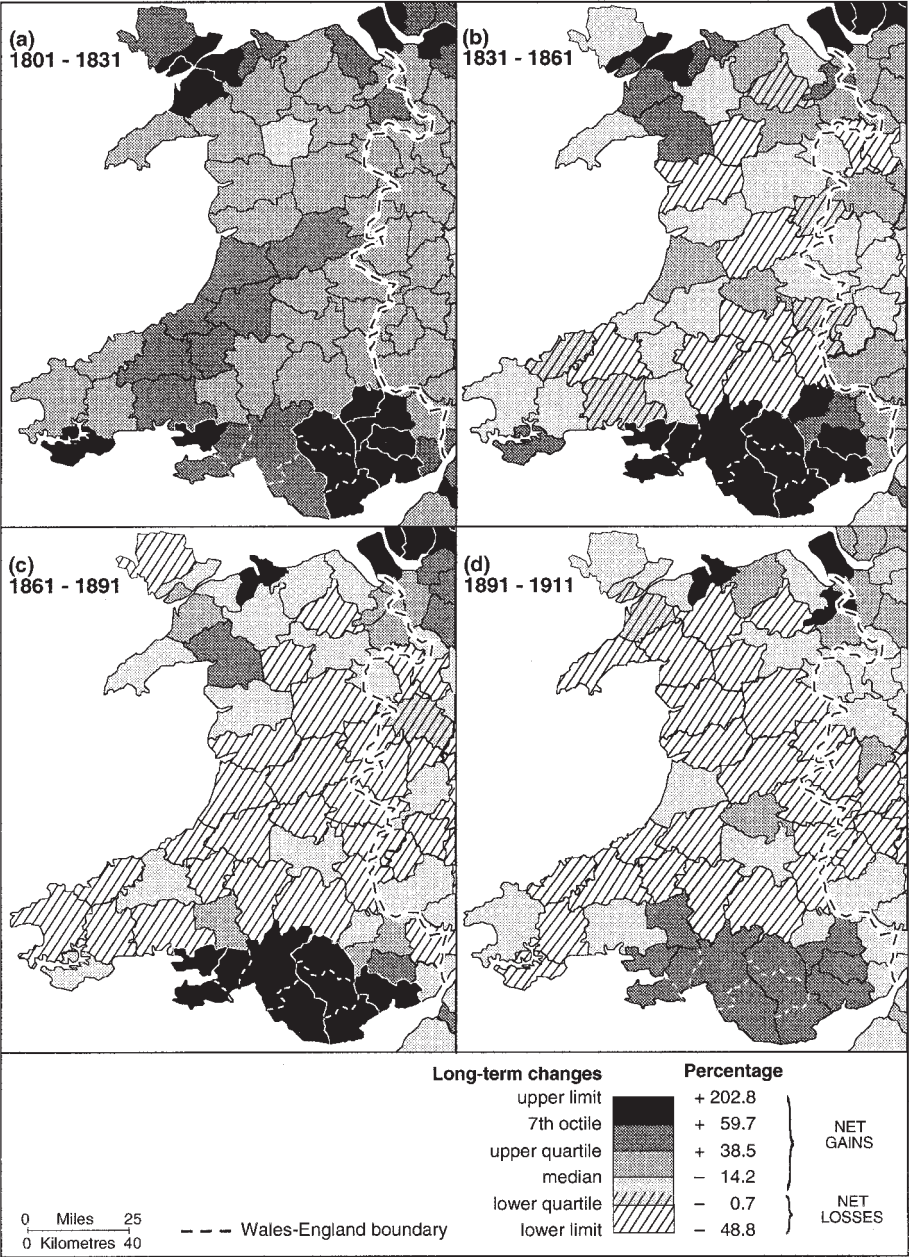 (a)
1801 - 1831
(b)
1831 - 1861
(c)
1861 - 1891
(d)
1891 - 1911
Long-term changes Percentage
upper limit + 202.8
7th octile + 59.7
upper quartile + 38.5
median – 14.2
lower quartile – 0.7
lower limit – 48.8
NET
GAINS
NET
LOSSES
0 Miles 25
0 Kilometres 40
Wales-England boundary